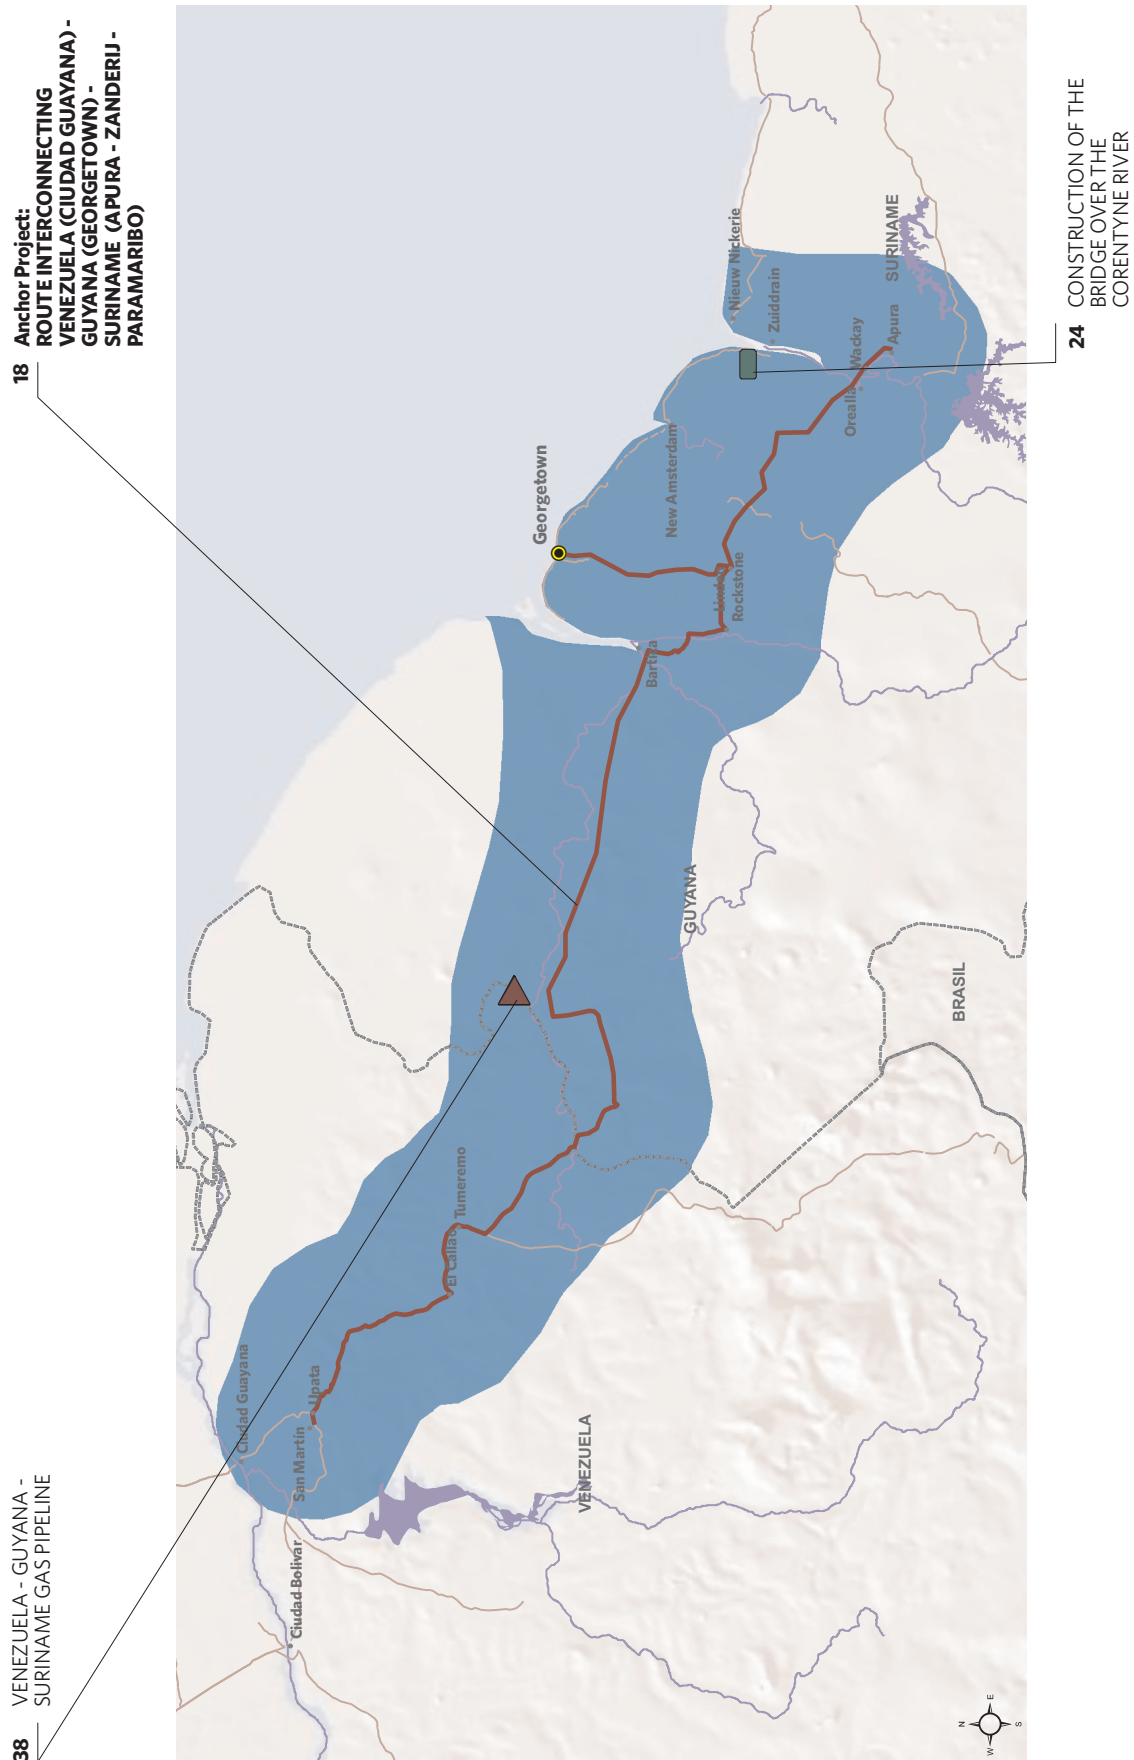 38 VENEZUELA - GUYANA -
SURINAME GAS PIPELINE
18 Anchor Project:
ROUTE INTERCONNECTING
VENEZUELA (CIUDAD GUAYANA) -
GUYANA (GEORGETOWN) -
SURINAME (APURA - ZANDERIJ -
PARAMARIBO)
Ciudad Guayana
San Martín
Upata
Ciudad Bolivar
El Callao
Tumeremo
Georgetown
VENEZUELA
Bartica
New Amsterdam
GUYANA
Linden
Rockstone
Nieuw Nickerie
Zuiddrain
Orealla
Wackay
Apura
SURINAME
BRASIL
N
W
E
S
24 CONSTRUCTION OF THE
BRIDGE OVER THE
CORENTYNE RIVER